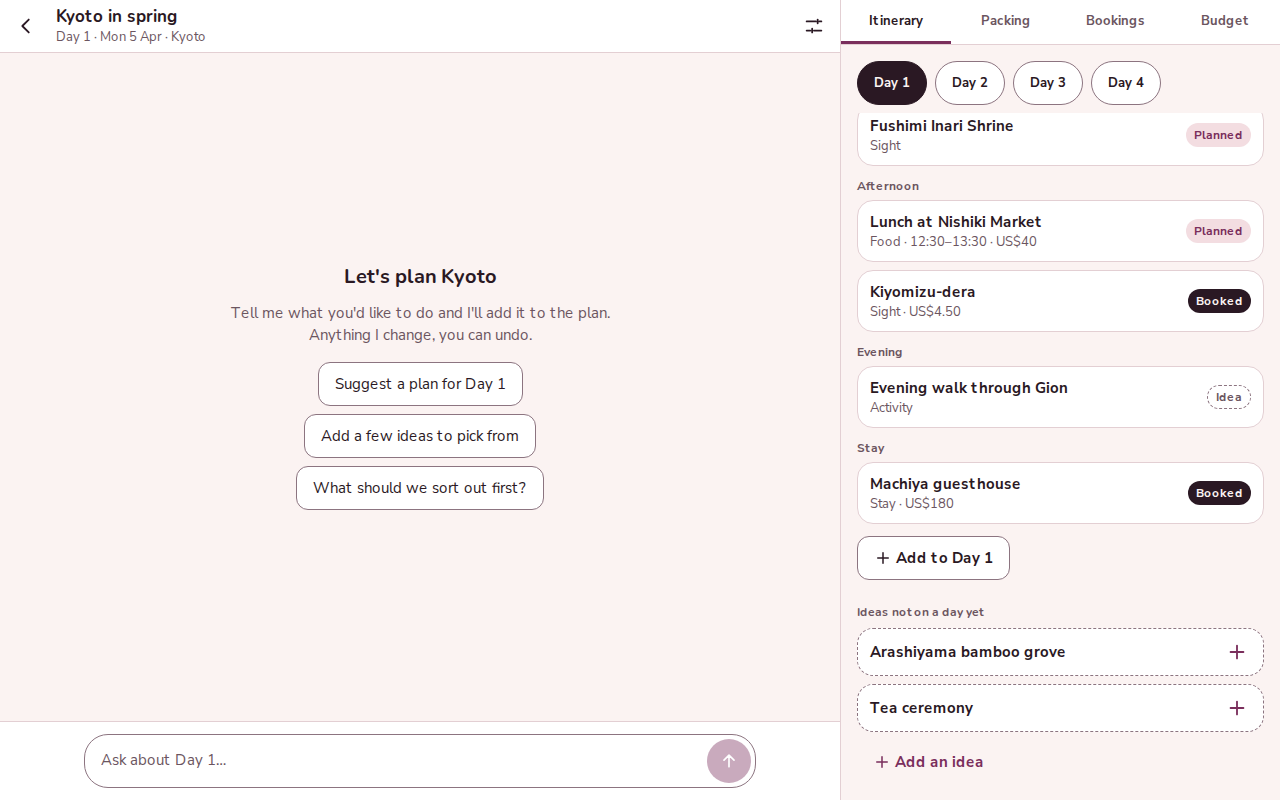 Kyoto in spring
Day 1 · Mon 5 Apr · Kyoto
Let's plan Kyoto
Tell me what you'd like to do and I'll add it to the plan.
Anything I change, you can undo.
Suggest a plan for Day 1
Add a few ideas to pick from
What should we sort out first?
Ask about Day 1...
Itinerary
Packing
Bookings
Budget
Day 1
Day 2
Day 3
Day 4
Fushimi Inari Shrine
Sight
Planned
Afternoon
Lunch at Nishiki Market
Food · 12:30–13:30 · US$40
Planned
Kiyomizu-dera
Sight · US$4.50
Booked
Evening
Evening walk through Gion
Activity
Idea
Stay
Machiya guesthouse
Stay · US$180
Booked
Add to Day 1
Ideas not on a day yet
Arashiyama bamboo grove
Tea ceremony
Add an idea